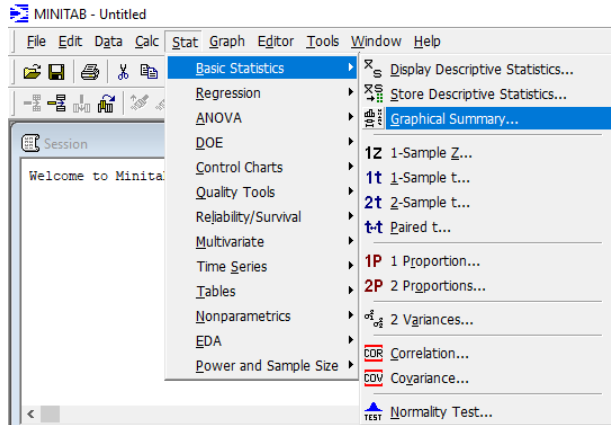 MINITAB - Untitled
File Edit Data Calc Stat Graph Editor Tools Window Help
Session
Welcome to Minita
Basic Statistics
Regression
ANOVA
DOE
Control Charts
Quality Tools
Reliability/Survival
Multivariate
Time Series
Tables
Nonparametrics
EDA
Power and Sample Size
Display Descriptive Statistics...
Store Descriptive Statistics...
Graphical Summary...
1Z 1-Sample Z...
1t 1-Sample t...
2t 2-Sample t...
t-t Paired t...
1P 1 Proportion...
2P 2 Proportions...
2 Variances...
COR Correlation...
COV Covariance...
TEST Normality Test...